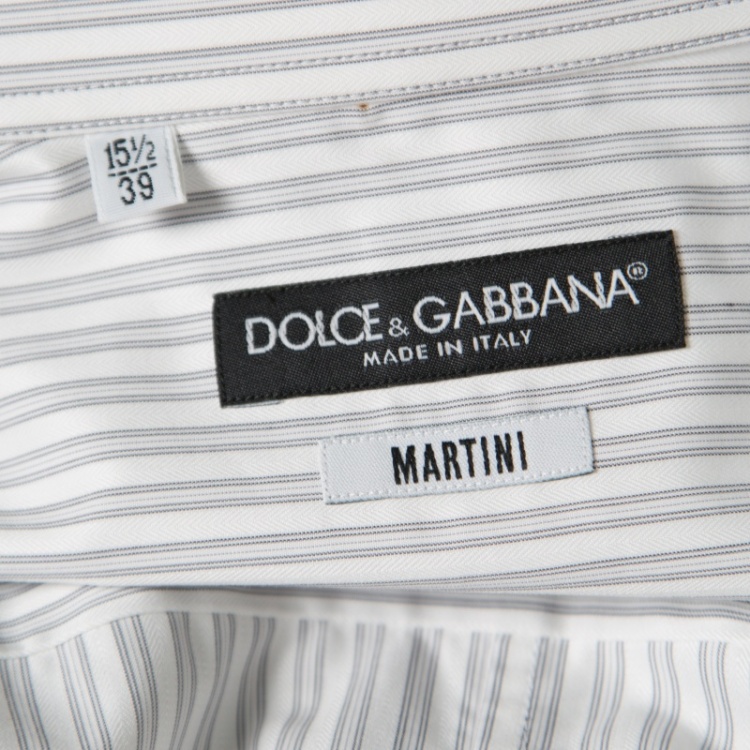 15½
39
DOLCE & GABBANA®
MADE IN ITALY
MARTINI